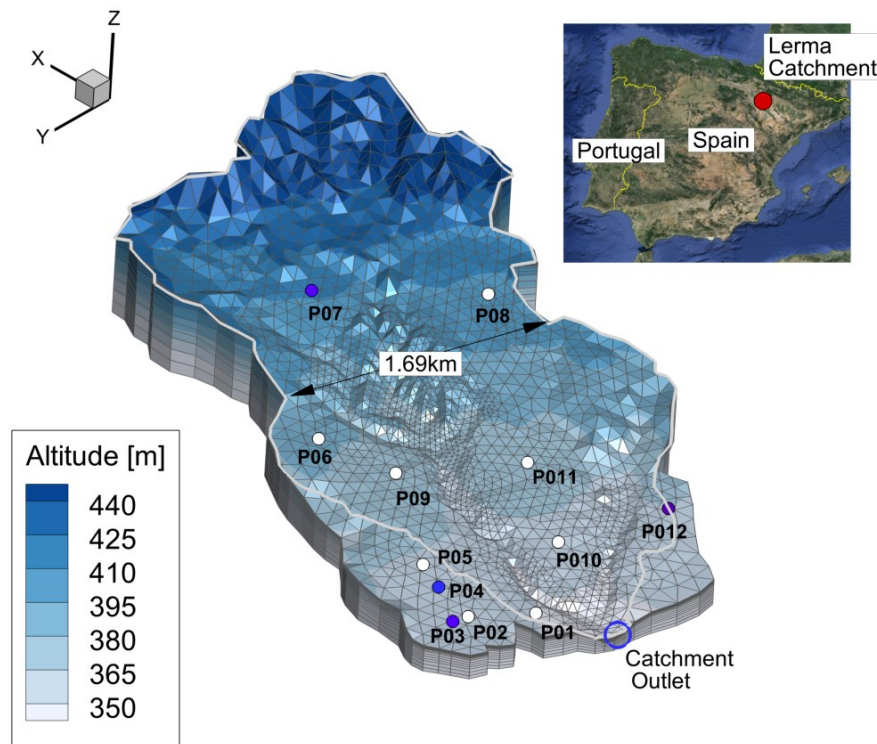 Z
X
Y
Lerma
Catchment
Spain
Portugal
P07
P08
1.69km
P06
P09
P011
P012
P010
P05
P04
P03
P02
P01
Catchment
Outlet
Altitude [m]
440
425
410
395
380
365
350